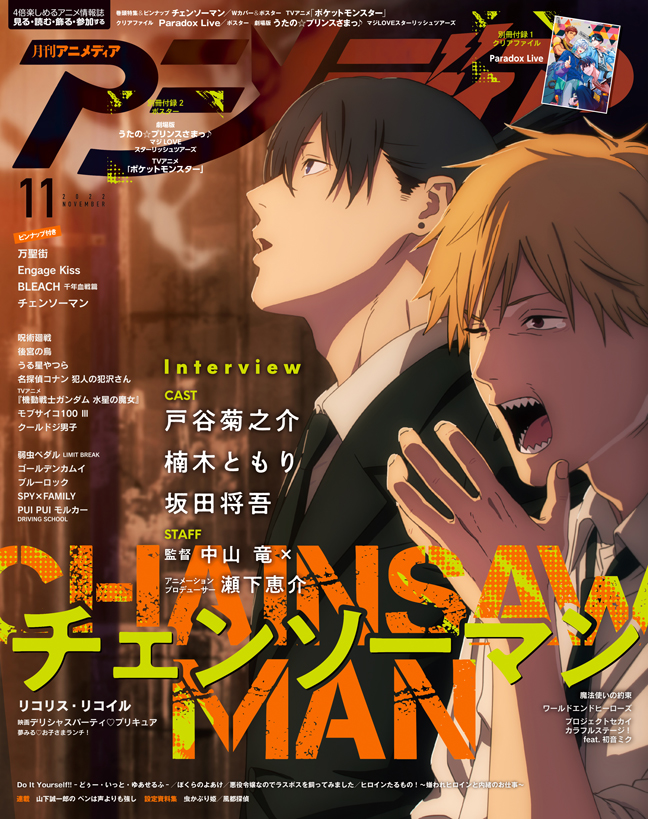 4倍楽しめるアニメ情報誌
見る・読む・飾る・参加する
巻頭特集&ピンナップ チェンソーマン/Wカバー&ポスター TVアニメ「ポケットモンスター」
クリアファイル Paradox Live/ポスター 劇場版 うたの☆プリンスさまっ♪ マジLOVEスターリッシュツアーズ
月刊アニメディア
アニメディア
別冊付録1
クリアファイル
Paradox Live
別冊付録2
ポスター
劇場版
うたの☆プリンスさまっ♪
マジLOVE
スターリッシュツアーズ
TVアニメ
「ポケットモンスター」
11
2022
NOVEMBER
ピンナップ付き
万聖街
Engage Kiss
BLEACH 千年血戦篇
チェンソーマン
呪術廻戦
後宮の烏
うる星やつら
名探偵コナン 犯人の犯沢さん
TVアニメ
『機動戦士ガンダム 水星の魔女』
モブサイコ100 Ⅲ
クールドジ男子
弱虫ペダル LIMIT BREAK
ゴールデンカムイ
ブルーロック
SPY×FAMILY
PUI PUI モルカー
DRIVING SCHOOL
Interview
CAST
戸谷菊之介
楠木ともり
坂田将吾
STAFF
監督 中山 竜×
アニメーション
プロデューサー 瀬下恵介
CHAINSAW
チェンソーマン
MAN
リコリス・リコイル
映画デリシャスパーティ♡プリキュア
夢みる♡お子さまランチ!
魔法使いの約束
ワールドエンドヒーローズ
プロジェクトセカイ
カラフルステージ!
feat. 初音ミク
Do It Yourself!! -どぅー・いっと・ゆあせるふ-/ぼくらのよあけ/悪役令嬢なのでラスボスを飼ってみました/ヒロインたるもの!〜嫌われヒロインと内緒のお仕事〜
連載 山下誠一郎の ペンは声よりも強し 設定資料集 虫かぶり姫/風都探偵